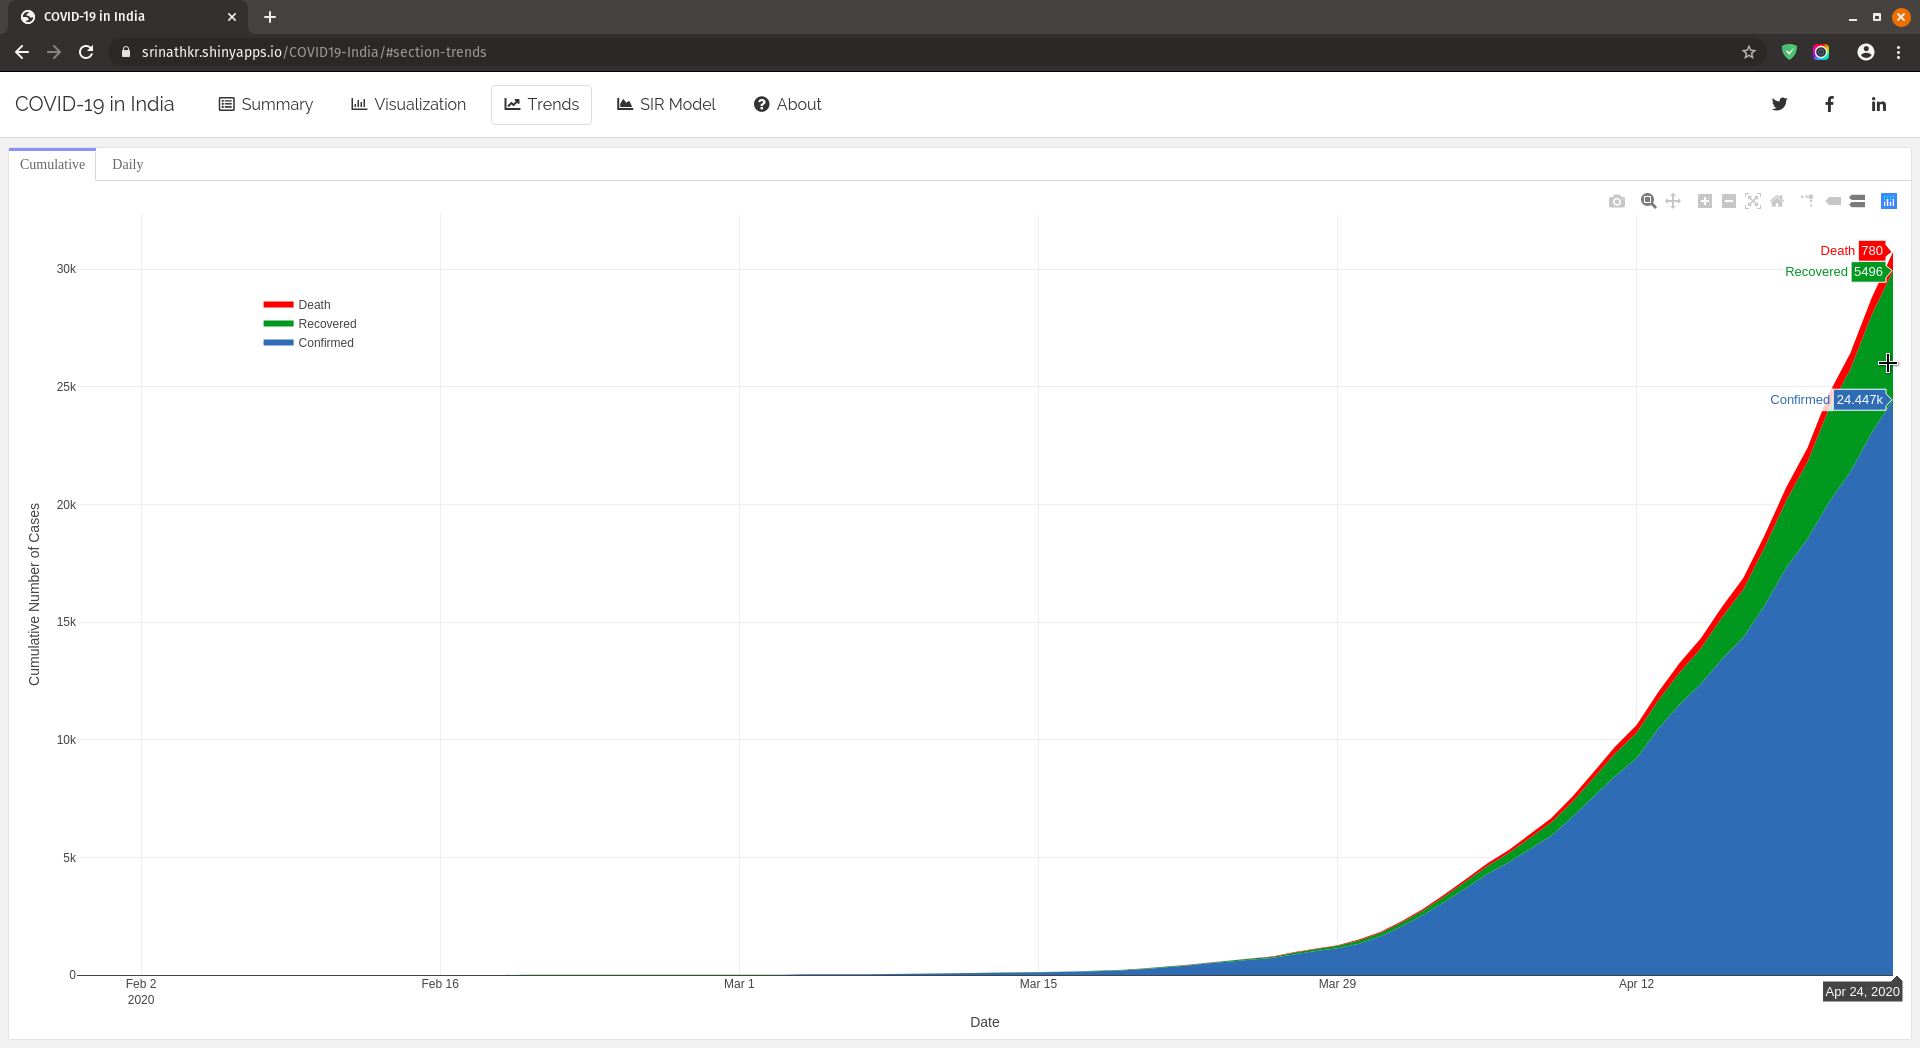 COVID-19 in India
srinathkr.shinyapps.io/COVID19-India/#section-trends
COVID-19 in India Summary Visualization Trends SIR Model About
Cumulative Daily
Death 780
Recovered 5496
30k
Death
Recovered
Confirmed
25k
Confirmed 24.447k
20k
Cumulative Number of Cases
15k
10k
5k
0
Feb 2 Feb 16 Mar 1 Mar 15 Mar 29 Apr 12
2020
Apr 24, 2020
Date